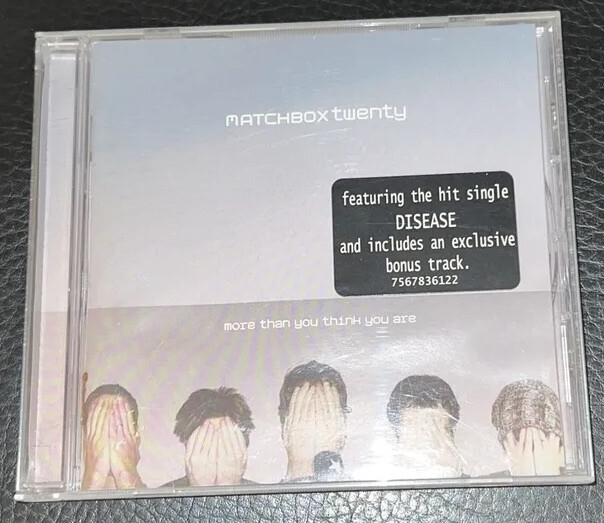 MATCHBOX twenty
featuring the hit single
DISEASE
and includes an exclusive
bonus track.
7567836122
more than you think you are